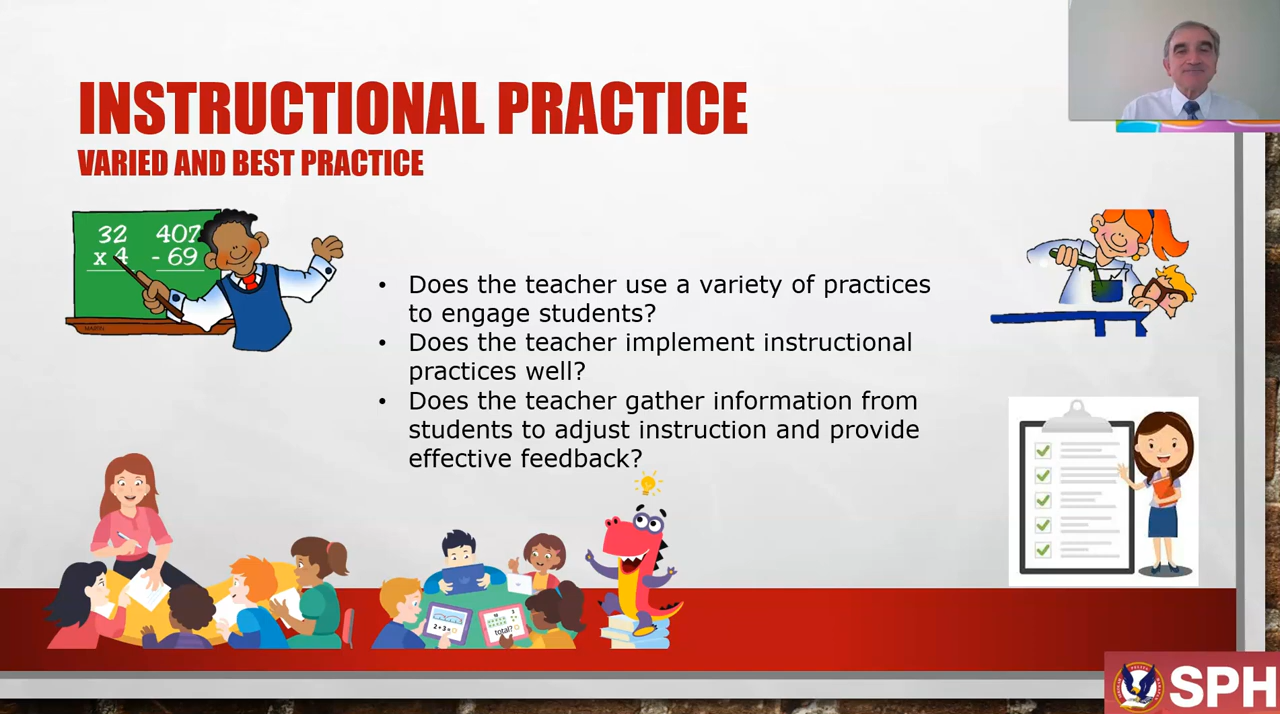 INSTRUCTIONAL PRACTICE
VARIED AND BEST PRACTICE
32
x 4
407
- 69
• Does the teacher use a variety of practices
to engage students?
• Does the teacher implement instructional
practices well?
• Does the teacher gather information from
students to adjust instruction and provide
effective feedback?
2+3=
total?
SPH